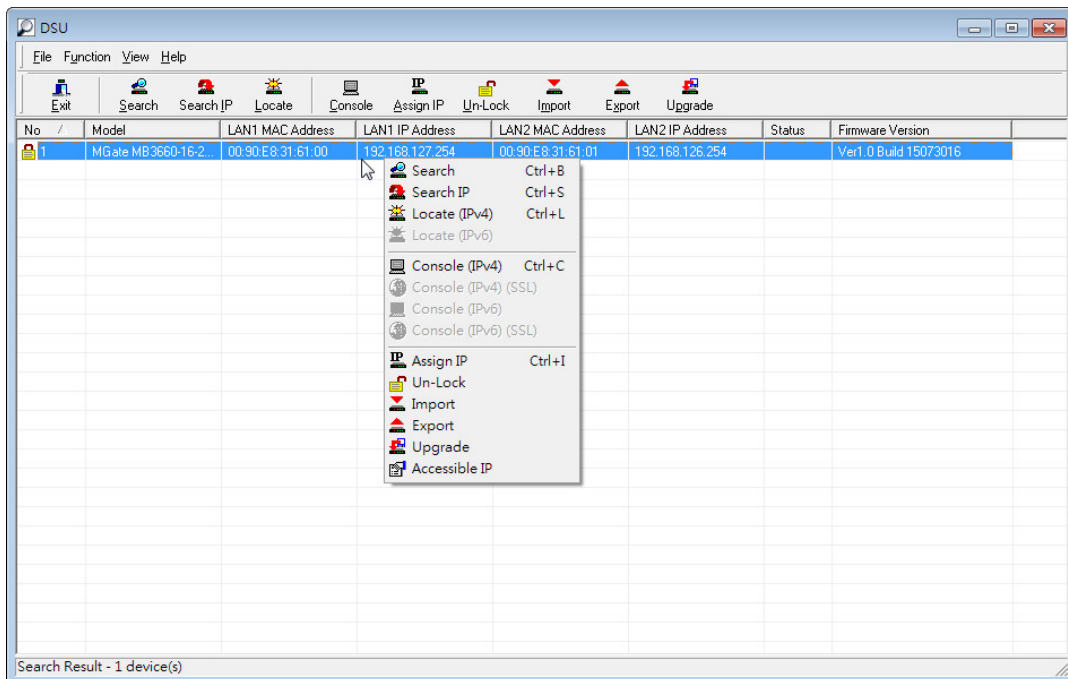 DSU
File Function View Help
Exit Search Search IP Locate Console Assign IP Un-Lock Import Export Upgrade
No / Model LAN1 MAC Address LAN1 IP Address LAN2 MAC Address LAN2 IP Address Status Firmware Version
1 MGate MB3660-16-2... 00:90:E8:31:61:00 192.168.127.254 00:90:E8:31:61:01 192.168.126.254 Ver1.0 Build 15073016
Search Ctrl+B
Search IP Ctrl+S
Locate (IPv4) Ctrl+L
Locate (IPv6)
Console (IPv4) Ctrl+C
Console (IPv4) (SSL)
Console (IPv6)
Console (IPv6) (SSL)
IP Assign IP Ctrl+I
Un-Lock
Import
Export
Upgrade
Accessible IP
Search Result - 1 device(s)